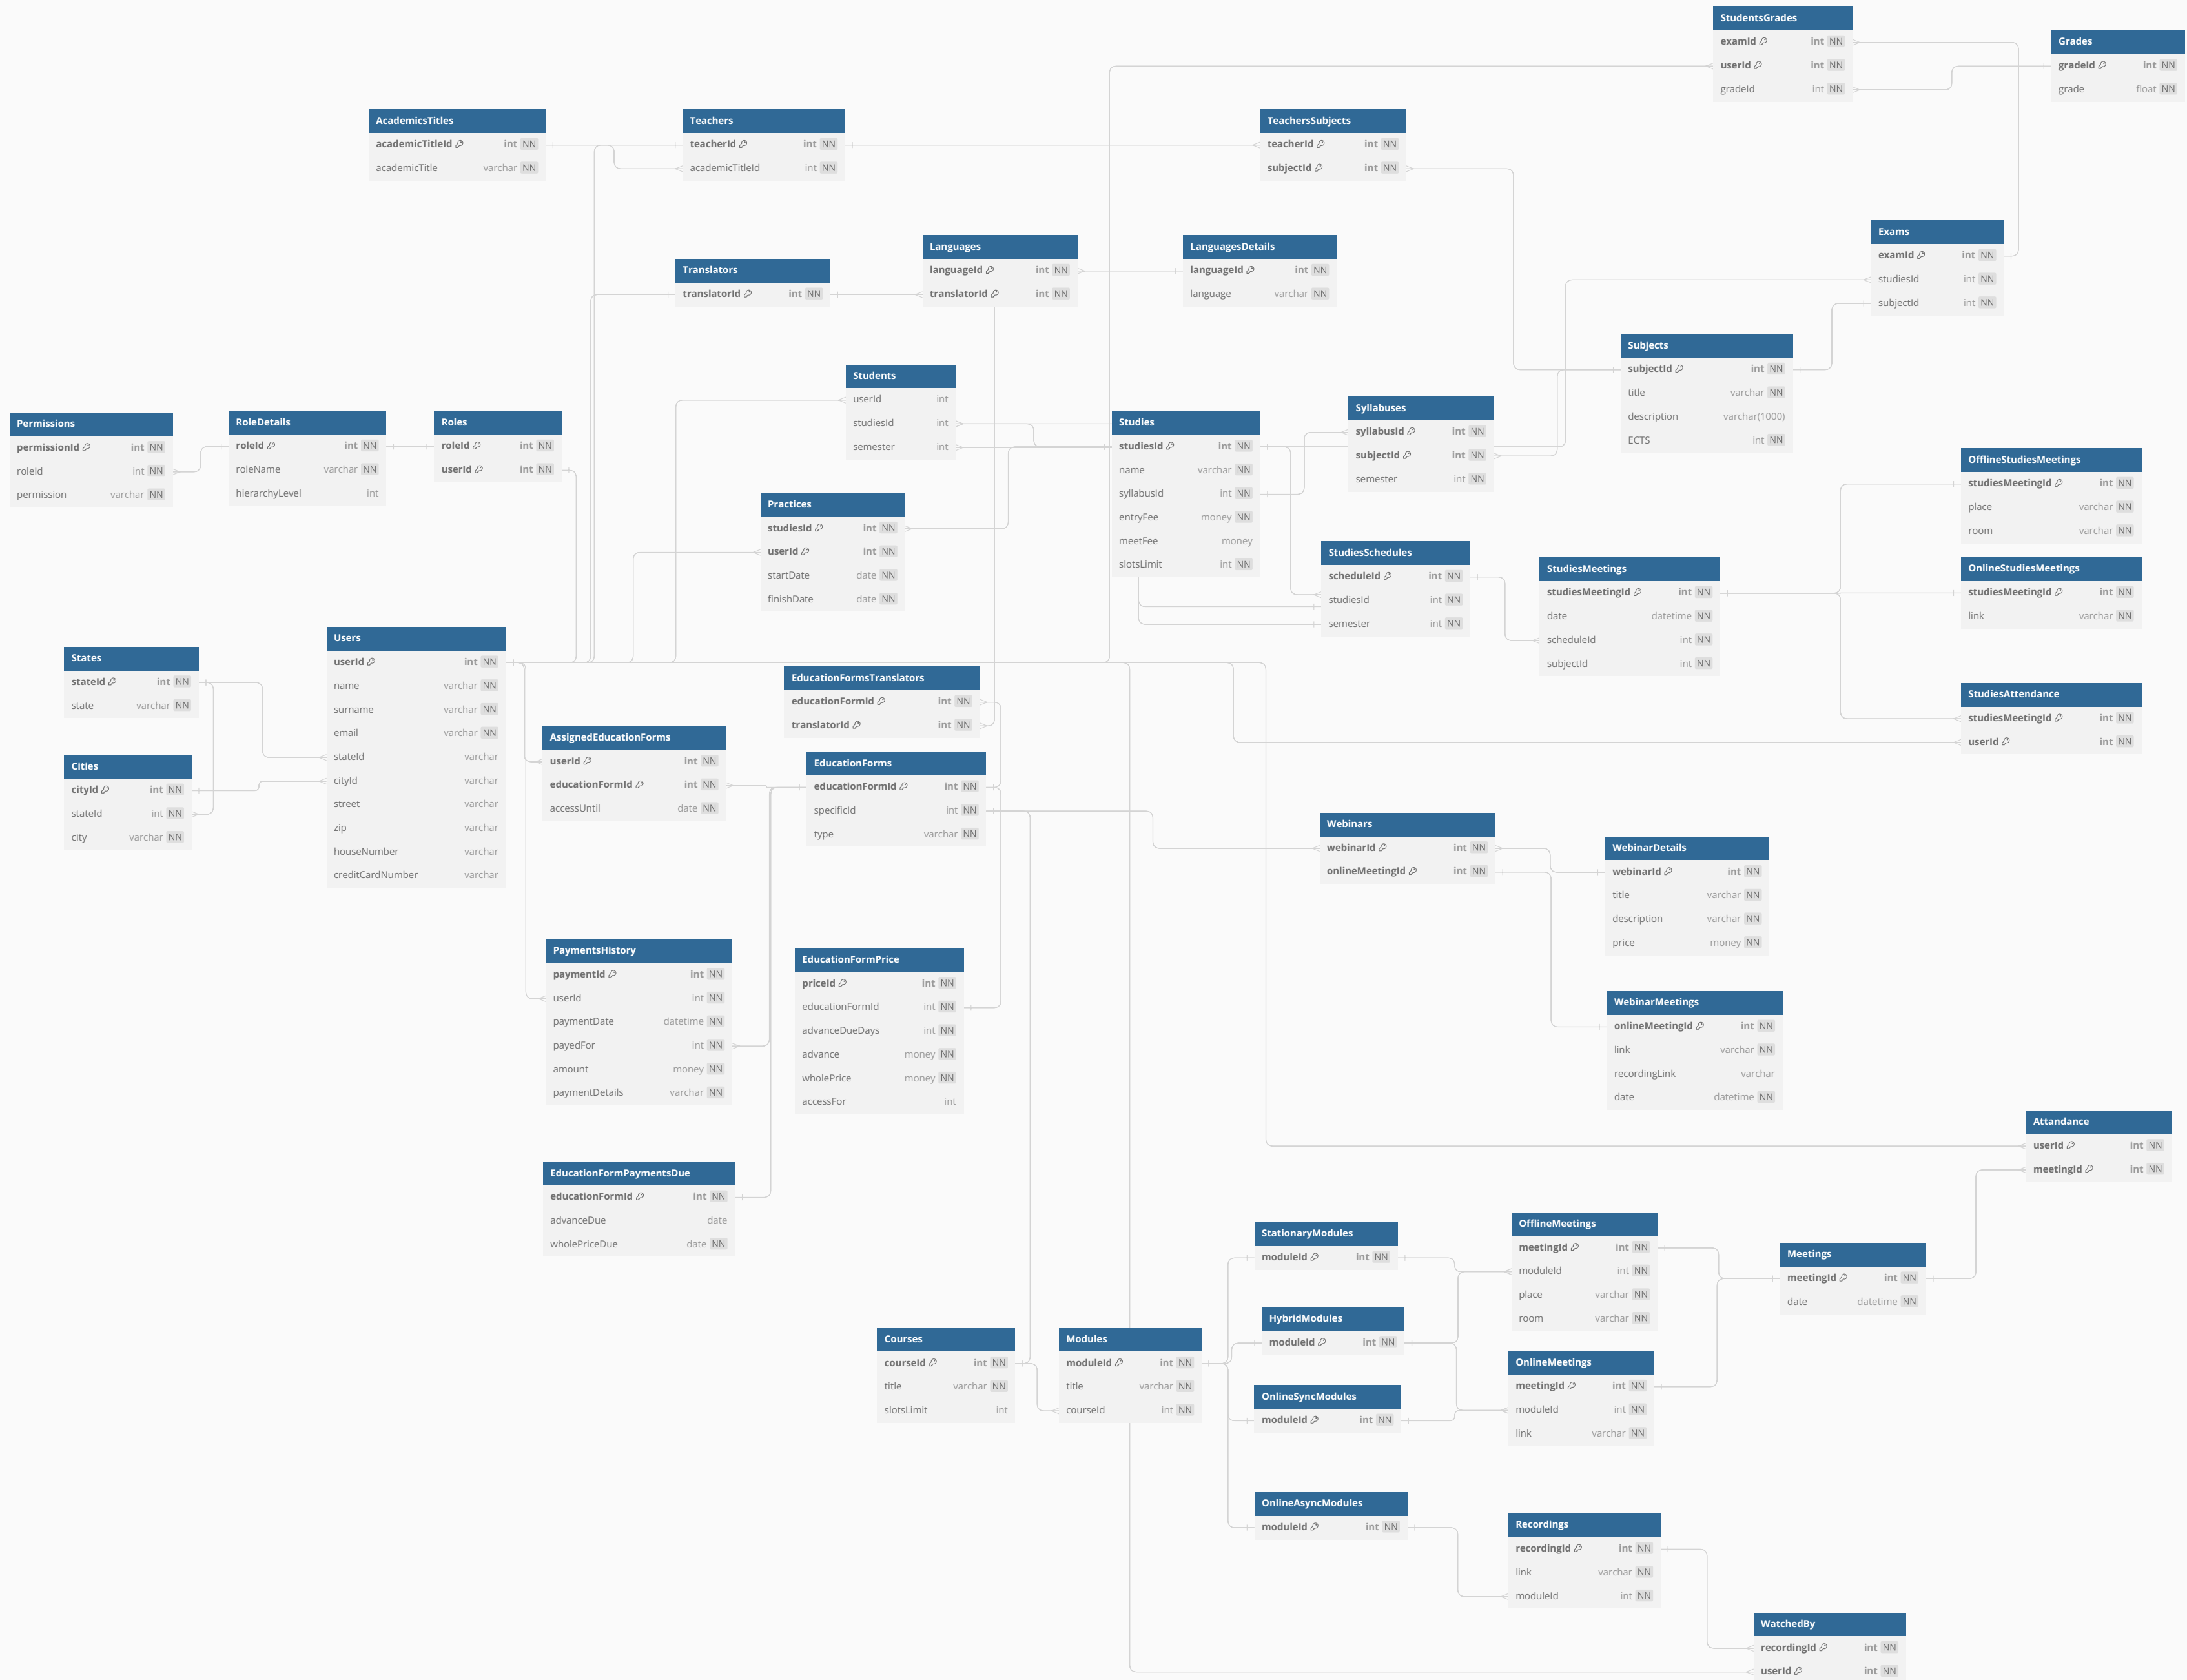 StudentsGrades
examId int NN
userId int NN
gradeId int NN
Grades
gradeId int NN
grade float NN
AcademicsTitles
academicTitleId int NN
academicTitle varchar NN
Teachers
teacherId int NN
academicTitleId int NN
TeachersSubjects
teacherId int NN
subjectId int NN
Exams
examId int NN
studiesId int NN
subjectId int NN
Translators
translatorId int NN
Languages
languageId int NN
translatorId int NN
LanguagesDetails
languageId int NN
language varchar NN
Subjects
subjectId int NN
title varchar NN
description varchar(1000)
ECTS int NN
Students
userId int
studiesId int
semester int
Permissions
permissionId int NN
roleId int NN
permission varchar NN
RoleDetails
roleId int NN
roleName varchar NN
hierarchyLevel int
Roles
roleId int NN
userId int NN
Studies
studiesId int NN
name varchar NN
syllabusId int NN
entryFee money NN
meetFee money
slotsLimit int NN
Syllabuses
syllabusId int NN
subjectId int NN
semester int NN
OfflineStudiesMeetings
studiesMeetingId int NN
place varchar NN
room varchar NN
Practices
studiesId int NN
userId int NN
startDate date NN
finishDate date NN
StudiesSchedules
scheduleId int NN
studiesId int NN
semester int NN
StudiesMeetings
studiesMeetingId int NN
date datetime NN
scheduleId int NN
subjectId int NN
OnlineStudiesMeetings
studiesMeetingId int NN
link varchar NN
StudiesAttendance
studiesMeetingId int NN
userId int NN
States
stateId int NN
state varchar NN
Cities
cityId int NN
stateId int NN
city varchar NN
Users
userId int NN
name varchar NN
surname varchar NN
email varchar NN
stateId varchar
cityId varchar
street varchar
zip varchar
houseNumber varchar
creditCardNumber varchar
EducationFormsTranslators
educationFormId int NN
translatorId int NN
AssignedEducationForms
userId int NN
educationFormId int NN
accessUntil date NN
EducationForms
educationFormId int NN
specificId int NN
type varchar NN
Webinars
webinarId int NN
onlineMeetingId int NN
WebinarDetails
webinarId int NN
title varchar NN
description varchar NN
price money NN
PaymentsHistory
paymentId int NN
userId int NN
paymentDate datetime NN
payedFor int NN
amount money NN
paymentDetails varchar NN
EducationFormPrice
priceId int NN
educationFormId int NN
advanceDueDays int NN
advance money NN
wholePrice money NN
accessFor int
WebinarMeetings
onlineMeetingId int NN
link varchar NN
recordingLink varchar
date datetime NN
Attandance
userId int NN
meetingId int NN
EducationFormPaymentsDue
educationFormId int NN
advanceDue date
wholePriceDue date NN
StationaryModules
moduleId int NN
OfflineMeetings
meetingId int NN
moduleId int NN
place varchar NN
room varchar NN
Meetings
meetingId int NN
date datetime NN
HybridModules
moduleId int NN
Courses
courseId int NN
title varchar NN
slotsLimit int
Modules
moduleId int NN
title varchar NN
courseId int NN
OnlineSyncModules
moduleId int NN
OnlineMeetings
meetingId int NN
moduleId int NN
link varchar NN
OnlineAsyncModules
moduleId int NN
Recordings
recordingId int NN
link varchar NN
moduleId int NN
WatchedBy
recordingId int NN
userId int NN